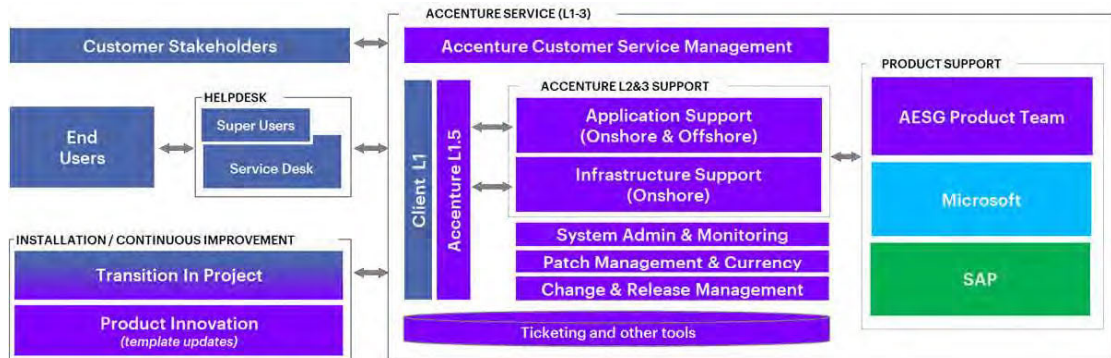 ACCENTURE SERVICE (L1-3)
Customer Stakeholders
Accenture Customer Service Management
HELPDESK
Super Users
Service Desk
End
Users
Client L1
Accenture L1.5
ACCENTURE L2&3 SUPPORT
Application Support
(Onshore & Offshore)
Infrastructure Support
(Onshore)
System Admin & Monitoring
Patch Management & Currency
Change & Release Management
Ticketing and other tools
PRODUCT SUPPORT
AESG Product Team
Microsoft
SAP
INSTALLATION / CONTINUOUS IMPROVEMENT
Transition In Project
Product Innovation
(template updates)